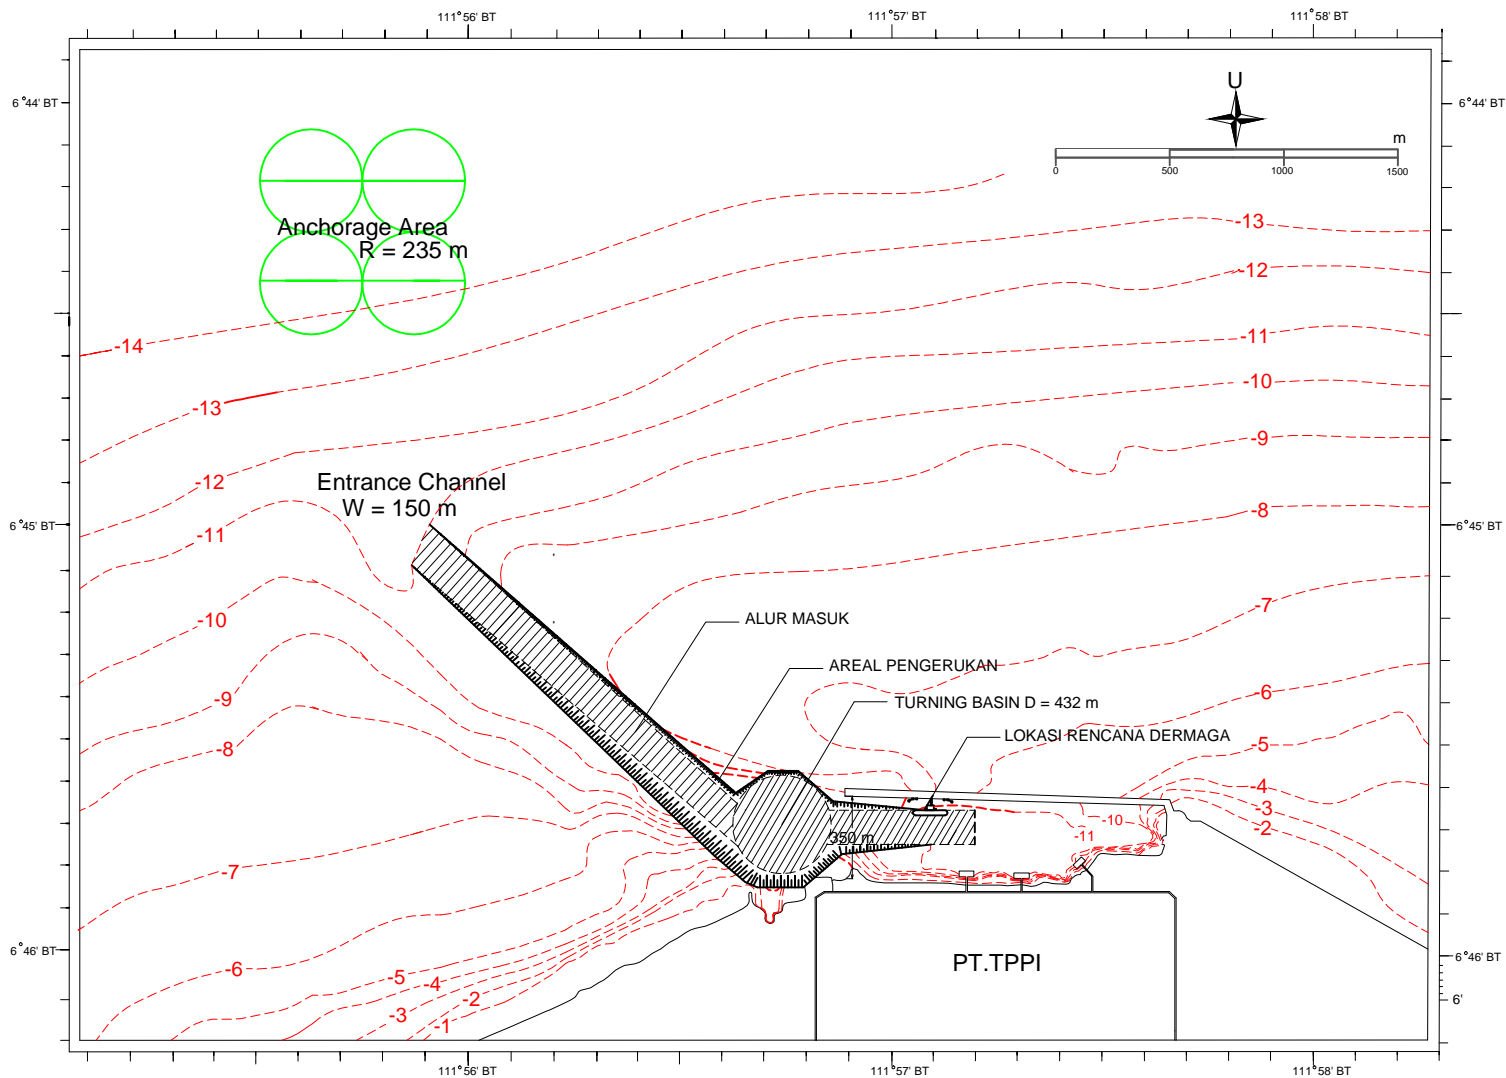 111°56' BT
111°57' BT
111°58' BT
6°44' BT
6°44' BT
U
m
0
500
1000
1500
Anchorage Area
R = 235 m
-13
-12
-14
-11
-10
-13
-9
-12
Entrance Channel
W = 150 m
-8
6°45' BT
6°45' BT
-11
-7
-10
ALUR MASUK
AREAL PENGERUKAN
-6
-9
TURNING BASIN D = 432 m
LOKASI RENCANA DERMAGA
-5
-8
-4
-3
-10
-2
-11
350 m
-7
6°46' BT
6°46' BT
PT.TPPI
-6
-5
-4
-2
6'
-3
-1
111°56' BT
111°57' BT
111°58' BT